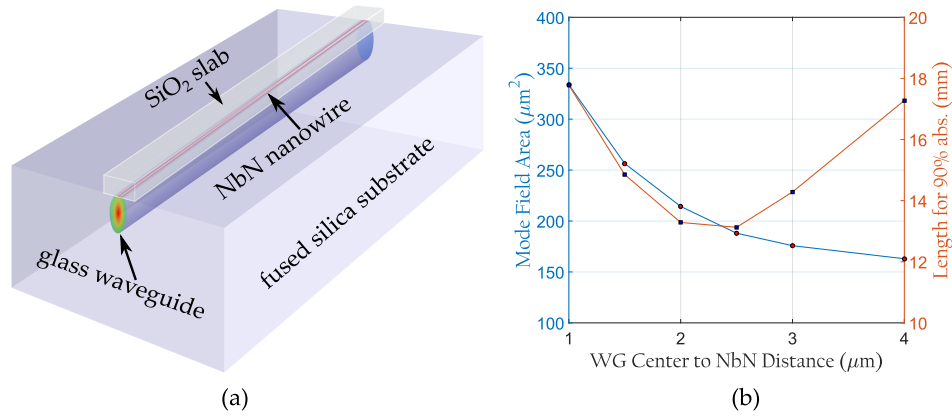 SiO₂ slab
NbN nanowire
glass waveguide
fused silica substrate
(a)
400
350
300
250
200
150
100
Mode Field Area (μm²)
1
2
3
4
WG Center to NbN Distance (μm)
20
18
16
14
12
10
Length for 90% abs. (mm)
(b)